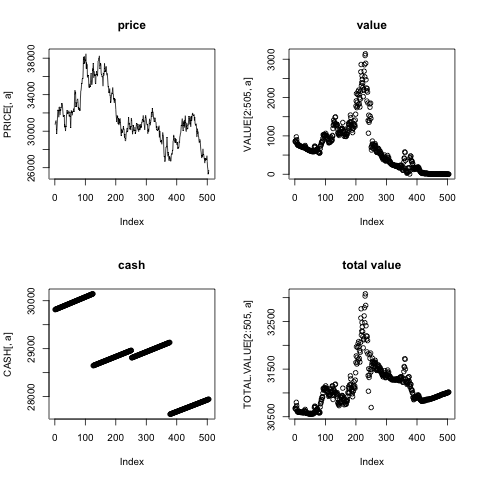 price
PRICE[, a]
26000 30000 34000 38000
0 100 200 300 400 500
Index
value
VALUE[2:505, a]
0 1000 2000 3000
0 100 200 300 400 500
Index
cash
CASH[, a]
28000 29000 30000
0 100 200 300 400 500
Index
total value
TOTAL.VALUE[2:505, a]
30500 31500 32500
0 100 200 300 400 500
Index